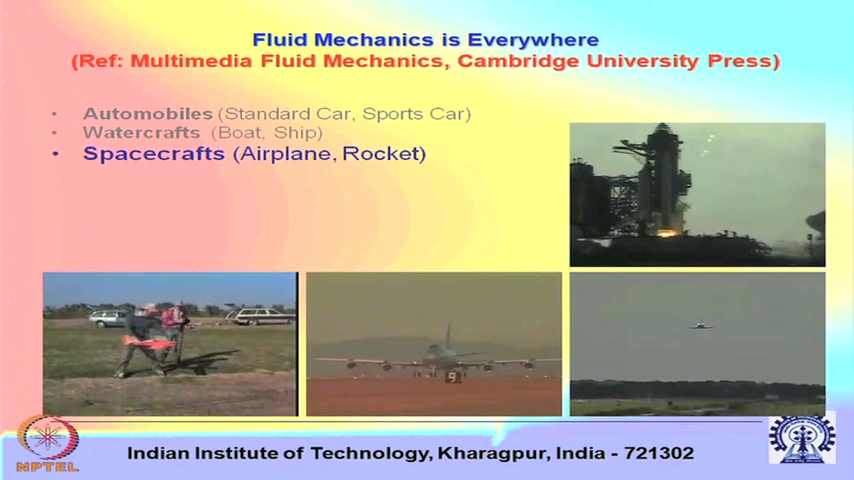 Fluid Mechanics is Everywhere
(Ref: Multimedia Fluid Mechanics, Cambridge University Press)
• Automobiles (Standard Car, Sports Car)
• Watercrafts (Boat, Ship)
• Spacecrafts (Airplane, Rocket)
9
NPTEL
Indian Institute of Technology, Kharagpur, India - 721302